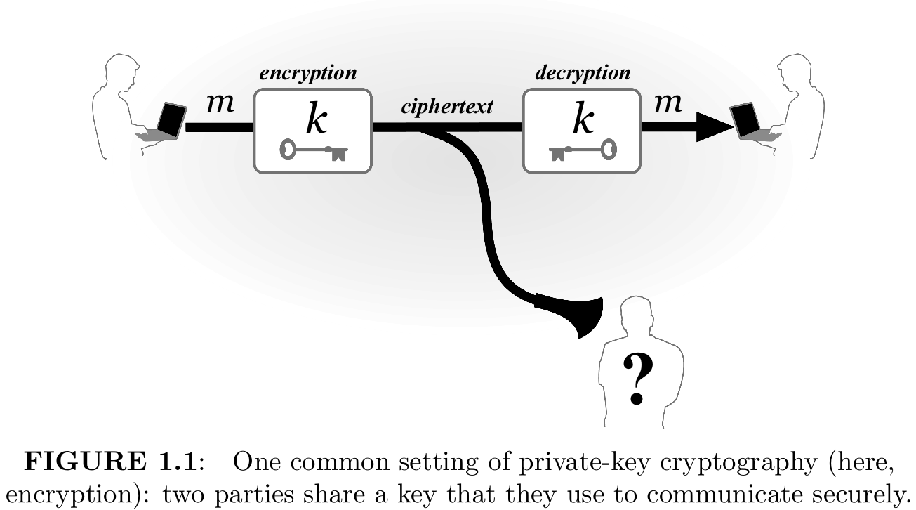 encryption
decryption
m
k
ciphertext
k
m
?
FIGURE 1.1: One common setting of private-key cryptography (here,
encryption): two parties share a key that they use to communicate securely.